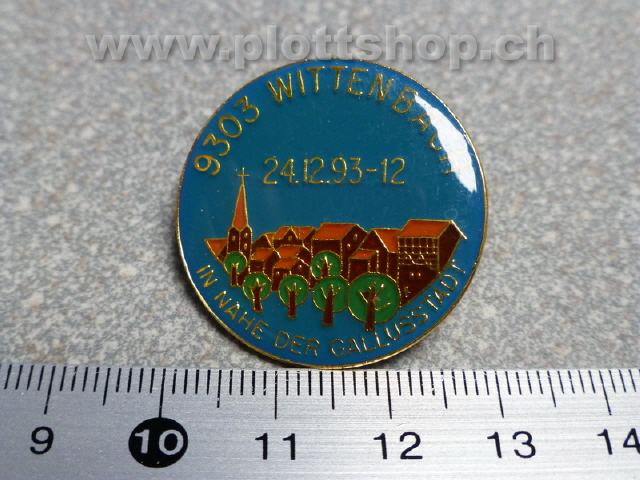 www.plottshop.ch
9303 WITTENBACH
24.12.93-12
IN NÄHE DER GALLUSSTADT
9 10 11 12 13 14